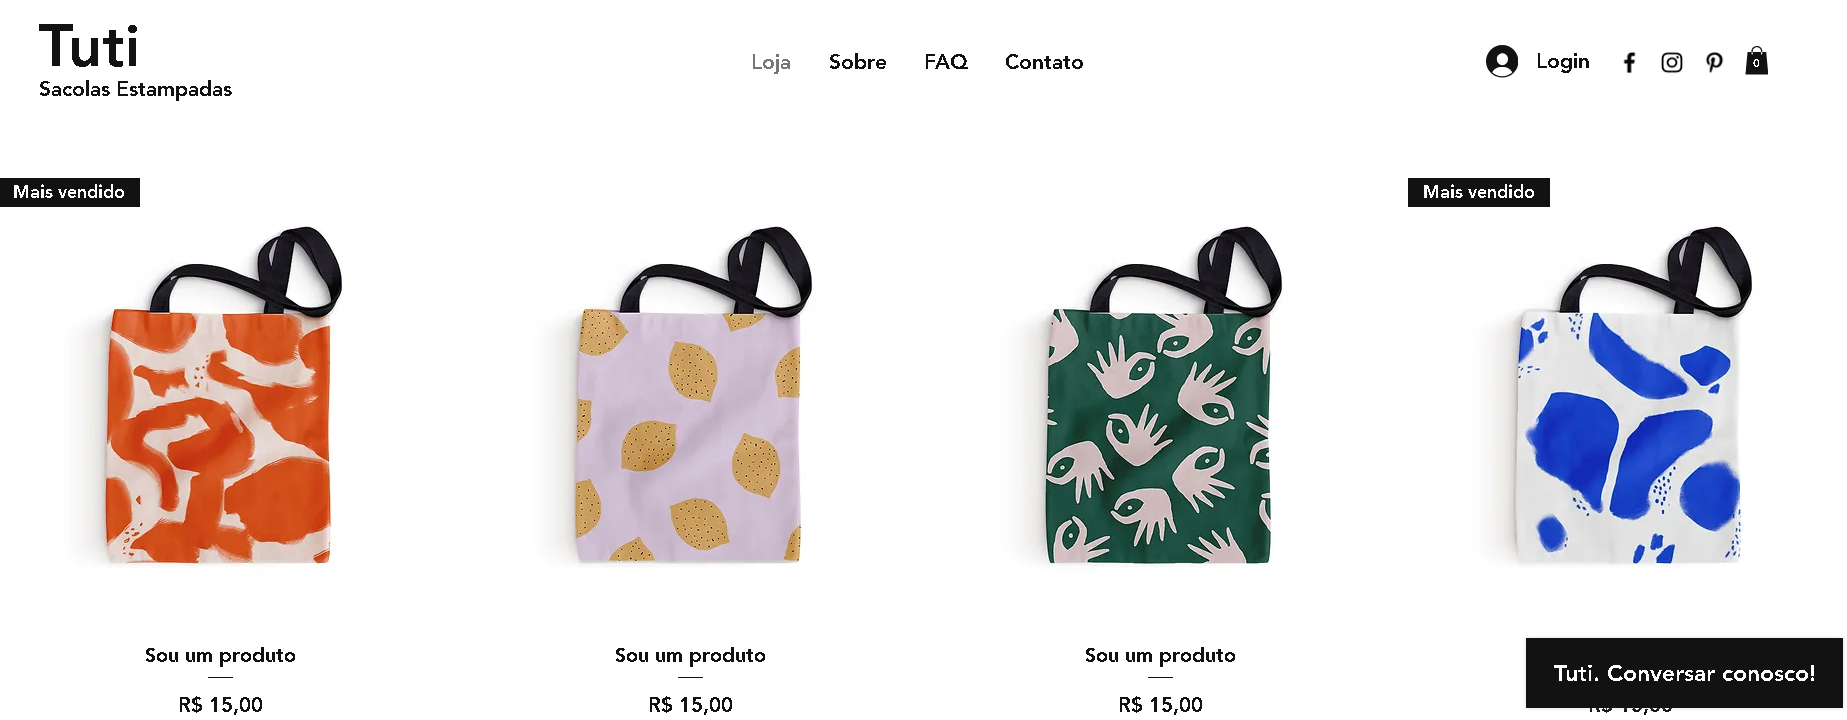 Tuti
Sacolas Estampadas
Loja Sobre FAQ Contato
Login
0
Mais vendido
Mais vendido
Sou um produto
R$ 15,00
Sou um produto
R$ 15,00
Sou um produto
R$ 15,00
Tuti. Conversar conosco!